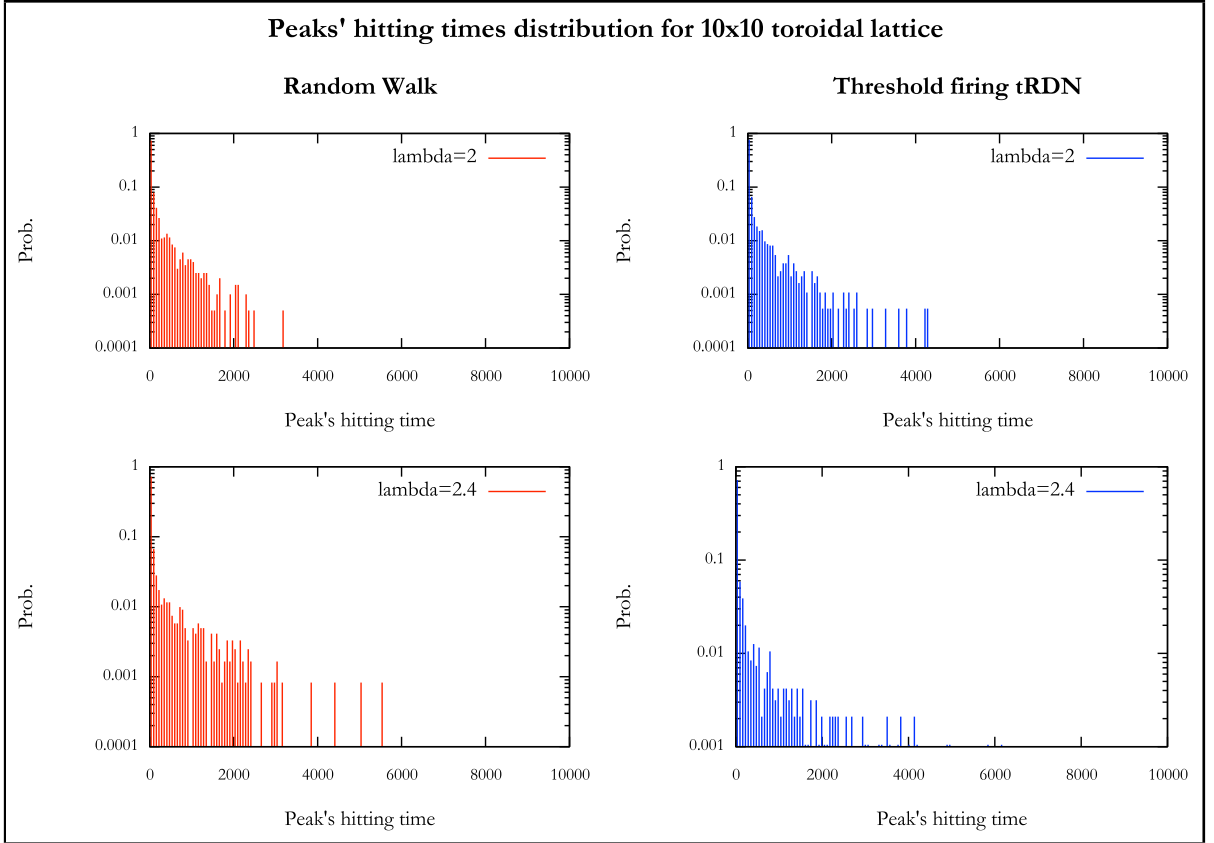 Peaks' hitting times distribution for 10x10 toroidal lattice
Random Walk
Threshold firing tRDN
1
0.1
0.01
0.001
0.0001
Prob.
lambda=2
0 2000 4000 6000 8000 10000
Peak's hitting time
1
0.1
0.01
0.001
0.0001
Prob.
lambda=2
0 2000 4000 6000 8000 10000
Peak's hitting time
1
0.1
0.01
0.001
0.0001
Prob.
lambda=2.4
0 2000 4000 6000 8000 10000
Peak's hitting time
1
0.1
0.01
0.001
Prob.
lambda=2.4
0 2000 4000 6000 8000 10000
Peak's hitting time